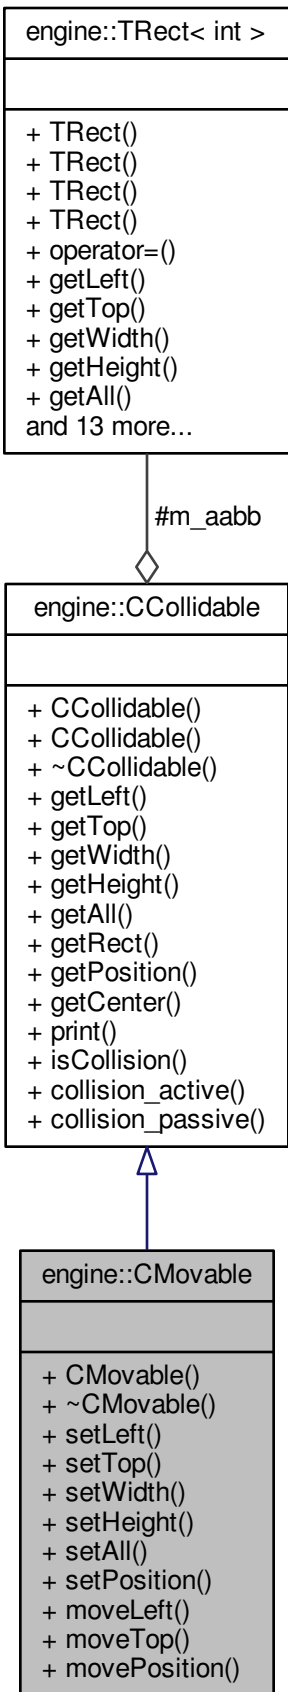 engine::TRect< int >
+ TRect()
+ TRect()
+ TRect()
+ TRect()
+ operator=()
+ getLeft()
+ getTop()
+ getWidth()
+ getHeight()
+ getAll()
and 13 more...
#m_aabb
engine::CCollidable
+ CCollidable()
+ CCollidable()
+ ~CCollidable()
+ getLeft()
+ getTop()
+ getWidth()
+ getHeight()
+ getAll()
+ getRect()
+ getPosition()
+ getCenter()
+ print()
+ isCollision()
+ collision_active()
+ collision_passive()
engine::CMovable
+ CMovable()
+ ~CMovable()
+ setLeft()
+ setTop()
+ setWidth()
+ setHeight()
+ setAll()
+ setPosition()
+ moveLeft()
+ moveTop()
+ movePosition()